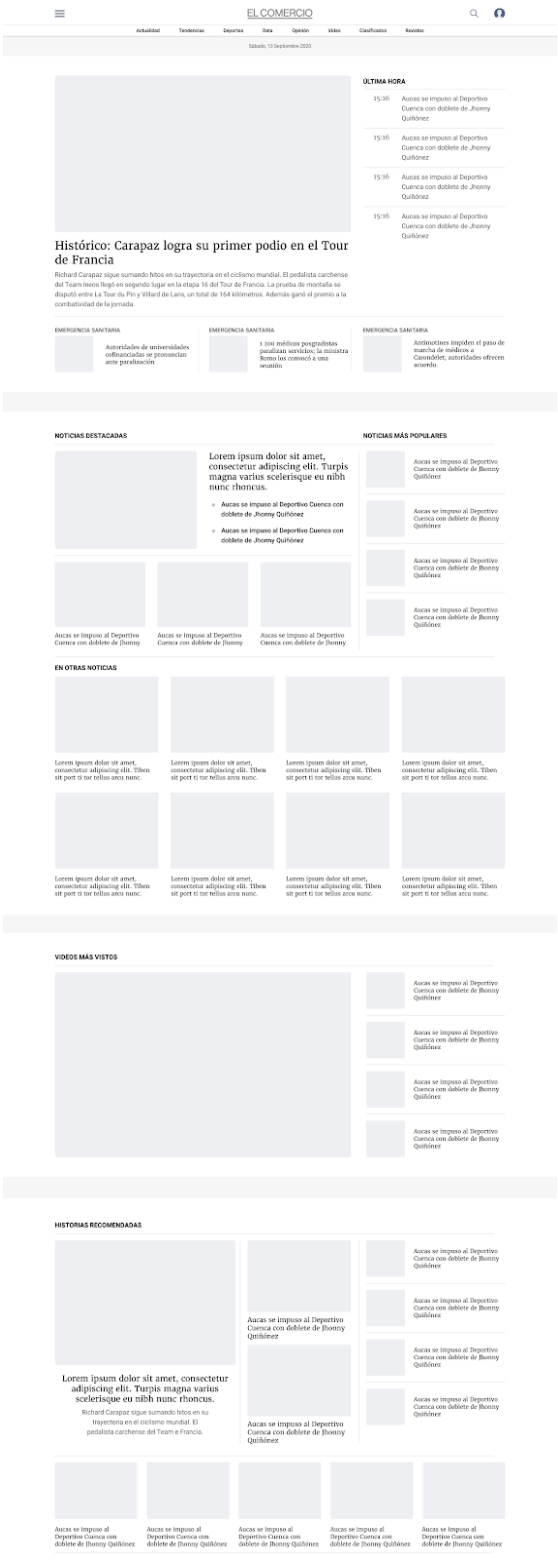 EL COMERCIO
Actualidad Tendencias Deportes Data Opinión Video Clasificados Revistas
Sábado, 13 Septiembre 2020
Histórico: Carapaz logra su primer podio en el Tour
de Francia
Richard Carapaz sigue sumando hitos en su trayectoria en el ciclismo mundial. El pedalista carchense
del Team Ineos llegó en segundo lugar en la etapa 16 del Tour de Francia. La prueba de montaña se
disputó entre La Tour du Pin y Villard de Lans, un total de 164 kilómetros. Además ganó el premio a la
combatividad de la jornada.
ÚLTIMA HORA
15:16
Aucas se impuso al Deportivo
Cuenca con doblete de Jhonny
Quiñónez
15:16
Aucas se impuso al Deportivo
Cuenca con doblete de Jhonny
Quiñónez
15:16
Aucas se impuso al Deportivo
Cuenca con doblete de Jhonny
Quiñónez
15:16
Aucas se impuso al Deportivo
Cuenca con doblete de Jhonny
Quiñónez
EMERGENCIA SANITARIA
Autoridades de universidades
cofinanciadas se pronuncian
ante paralización
EMERGENCIA SANITARIA
1 200 médicos posgradistas
paralizan servicios; la ministra
Romo los convocó a una
reunión
EMERGENCIA SANITARIA
Antimotines impiden el paso de
marcha de médicos a
Carondelet; autoridades ofrecen
acuerdo.
NOTICIAS DESTACADAS
Lorem ipsum dolor sit amet,
consectetur adipiscing elit. Turpis
magna varius scelerisque eu nibh
nunc rhoncus.
Aucas se impuso al Deportivo Cuenca con
doblete de Jhonny Quiñónez
Aucas se impuso al Deportivo Cuenca con
doblete de Jhonny Quiñónez
Aucas se impuso al Deportivo
Cuenca con doblete de Jhonny
Aucas se impuso al Deportivo
Cuenca con doblete de Jhonny
Aucas se impuso al Deportivo
Cuenca con doblete de Jhonny
NOTICIAS MÁS POPULARES
Aucas se impuso al Deportivo
Cuenca con doblete de Jhonny
Quiñónez
Aucas se impuso al Deportivo
Cuenca con doblete de Jhonny
Quiñónez
Aucas se impuso al Deportivo
Cuenca con doblete de Jhonny
Quiñónez
Aucas se impuso al Deportivo
Cuenca con doblete de Jhonny
Quiñónez
EN OTRAS NOTICIAS
Lorem ipsum dolor sit amet,
consectetur adipiscing elit. Tiben
sit port ti tor tellus arcu nunc.
Lorem ipsum dolor sit amet,
consectetur adipiscing elit. Tiben
sit port ti tor tellus arcu nunc.
Lorem ipsum dolor sit amet,
consectetur adipiscing elit. Tiben
sit port ti tor tellus arcu nunc.
Lorem ipsum dolor sit amet,
consectetur adipiscing elit. Tiben
sit port ti tor tellus arcu nunc.
Lorem ipsum dolor sit amet,
consectetur adipiscing elit. Tiben
sit port ti tor tellus arcu nunc.
Lorem ipsum dolor sit amet,
consectetur adipiscing elit. Tiben
sit port ti tor tellus arcu nunc.
Lorem ipsum dolor sit amet,
consectetur adipiscing elit. Tiben
sit port ti tor tellus arcu nunc.
Lorem ipsum dolor sit amet,
consectetur adipiscing elit. Tiben
sit port ti tor tellus arcu nunc.
VIDEOS MÁS VISTOS
Aucas se impuso al Deportivo
Cuenca con doblete de Jhonny
Quiñónez
Aucas se impuso al Deportivo
Cuenca con doblete de Jhonny
Quiñónez
Aucas se impuso al Deportivo
Cuenca con doblete de Jhonny
Quiñónez
Aucas se impuso al Deportivo
Cuenca con doblete de Jhonny
Quiñónez
HISTORIAS RECOMENDADAS
Lorem ipsum dolor sit amet, consectetur
adipiscing elit. Turpis magna varius
scelerisque eu nibh nunc rhoncus.
Richard Carapaz sigue sumando hitos en su
trayectoria en el ciclismo mundial. El
pedalista carchense del Team e Francia.
Aucas se impuso al Deportivo
Cuenca con doblete de Jhonny
Quiñónez
Aucas se impuso al Deportivo
Cuenca con doblete de Jhonny
Quiñónez
Aucas se impuso al Deportivo
Cuenca con doblete de Jhonny
Quiñónez
Aucas se impuso al Deportivo
Cuenca con doblete de Jhonny
Quiñónez
Aucas se impuso al Deportivo
Cuenca con doblete de Jhonny
Quiñónez
Aucas se impuso al Deportivo
Cuenca con doblete de Jhonny
Quiñónez
Aucas se impuso al
Deportivo Cuenca con
doblete de Jhonny Quiñónez
Aucas se impuso al
Deportivo Cuenca con
doblete de Jhonny Quiñónez
Aucas se impuso al
Deportivo Cuenca con
doblete de Jhonny Quiñónez
Aucas se impuso al
Deportivo Cuenca con
doblete de Jhonny Quiñónez
Aucas se impuso al
Deportivo Cuenca con
doblete de Jhonny Quiñónez